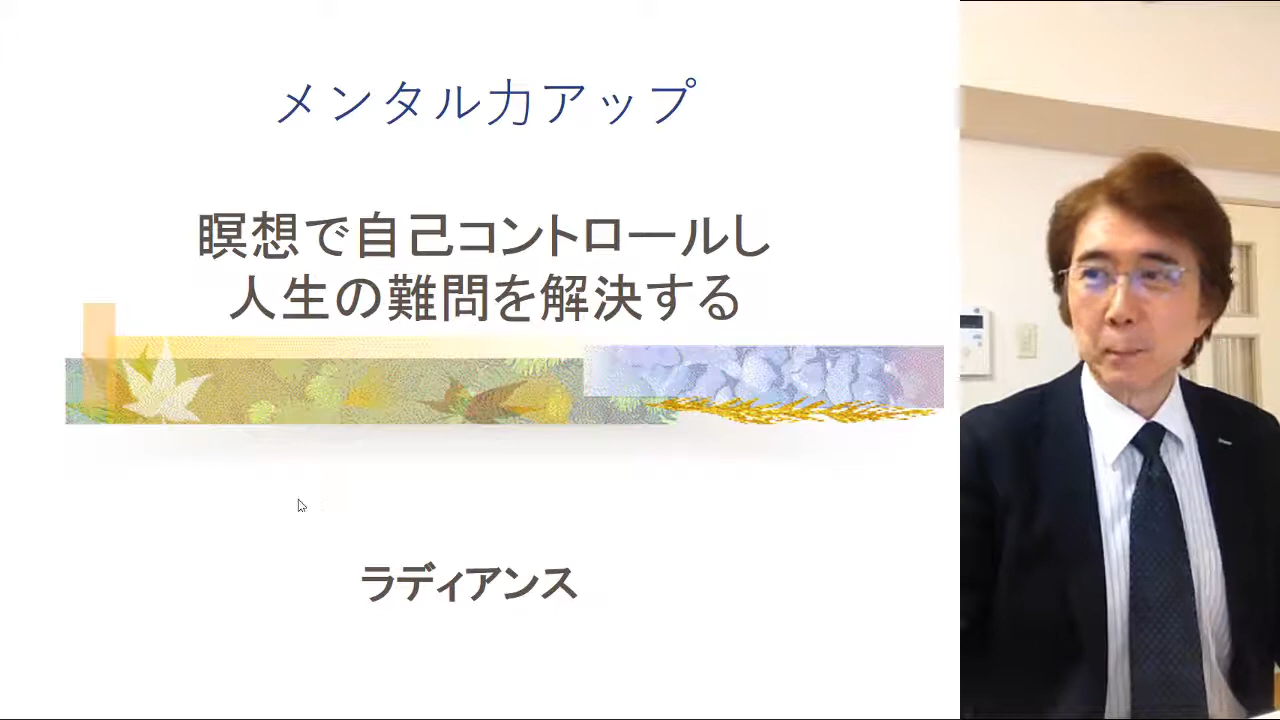 メンタル力アップ
瞑想で自己コントロールし
人生の難問を解決する
ラディアンス